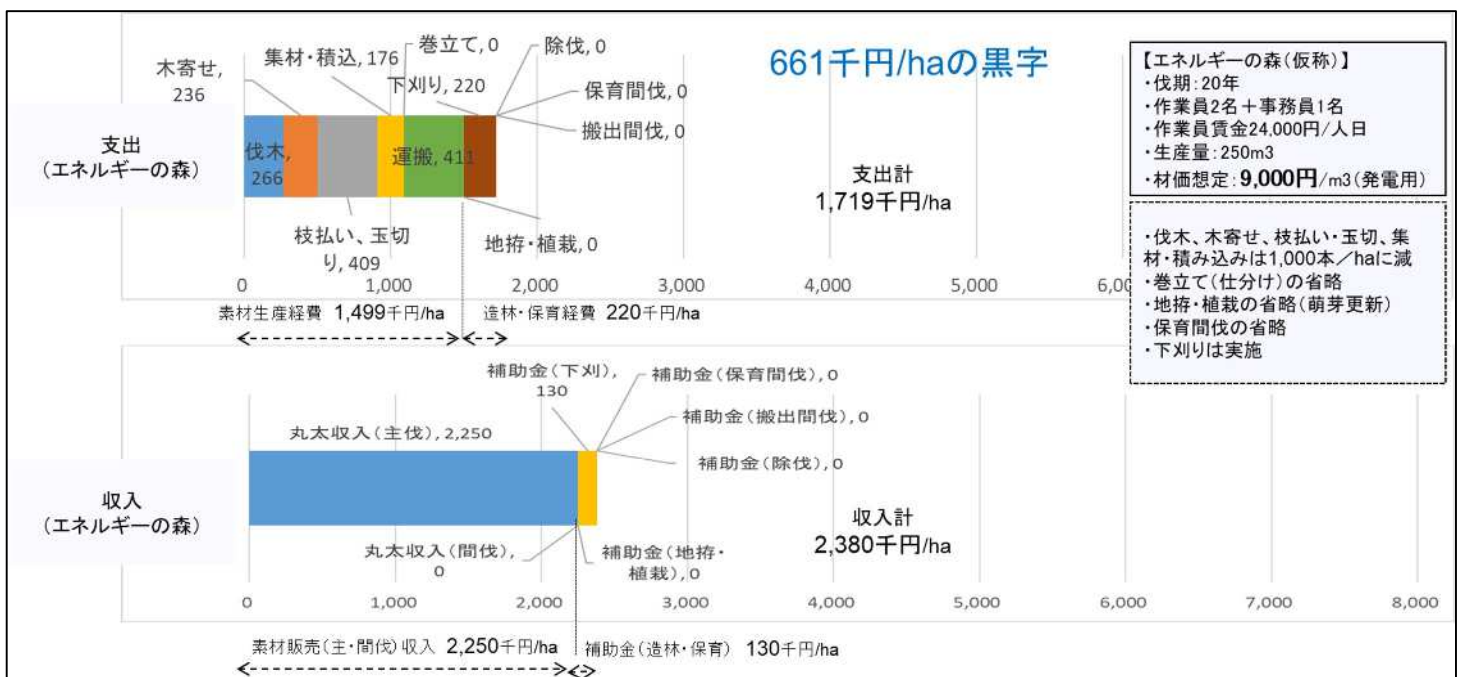 661千円/haの黒字
支出
(エネルギーの森)
伐木,
266
木寄せ,
236
枝払い、玉切
り, 409
集材・積込, 176
巻立て, 0
運搬, 411
地拵・植栽, 0
下刈り, 220
除伐, 0
保育間伐, 0
搬出間伐, 0
支出計
1,719千円/ha
0
1,000
2,000
3,000
4,000
5,000
素材生産経費 1,499千円/ha
造林・保育経費 220千円/ha
【エネルギーの森(仮称)】
・伐期:20年
・作業員2名+事務員1名
・作業員賃金24,000円/人日
・生産量:250m3
・材価想定:9,000円/m3(発電用)
・伐木、木寄せ、枝払い・玉切、集
材・積み込みは1,000本/haに減
・巻立て(仕分け)の省略
・地拵・植栽の省略(萌芽更新)
・保育間伐の省略
・下刈りは実施
収入
(エネルギーの森)
丸太収入(主伐), 2,250
丸太収入(間伐),
0
補助金(地拵・
植栽), 0
補助金(下刈),
130
補助金(保育間伐), 0
補助金(搬出間伐), 0
補助金(除伐), 0
収入計
2,380千円/ha
0
1,000
2,000
3,000
4,000
5,000
6,000
7,000
8,000
素材販売(主・間伐)収入 2,250千円/ha
補助金(造林・保育) 130千円/ha